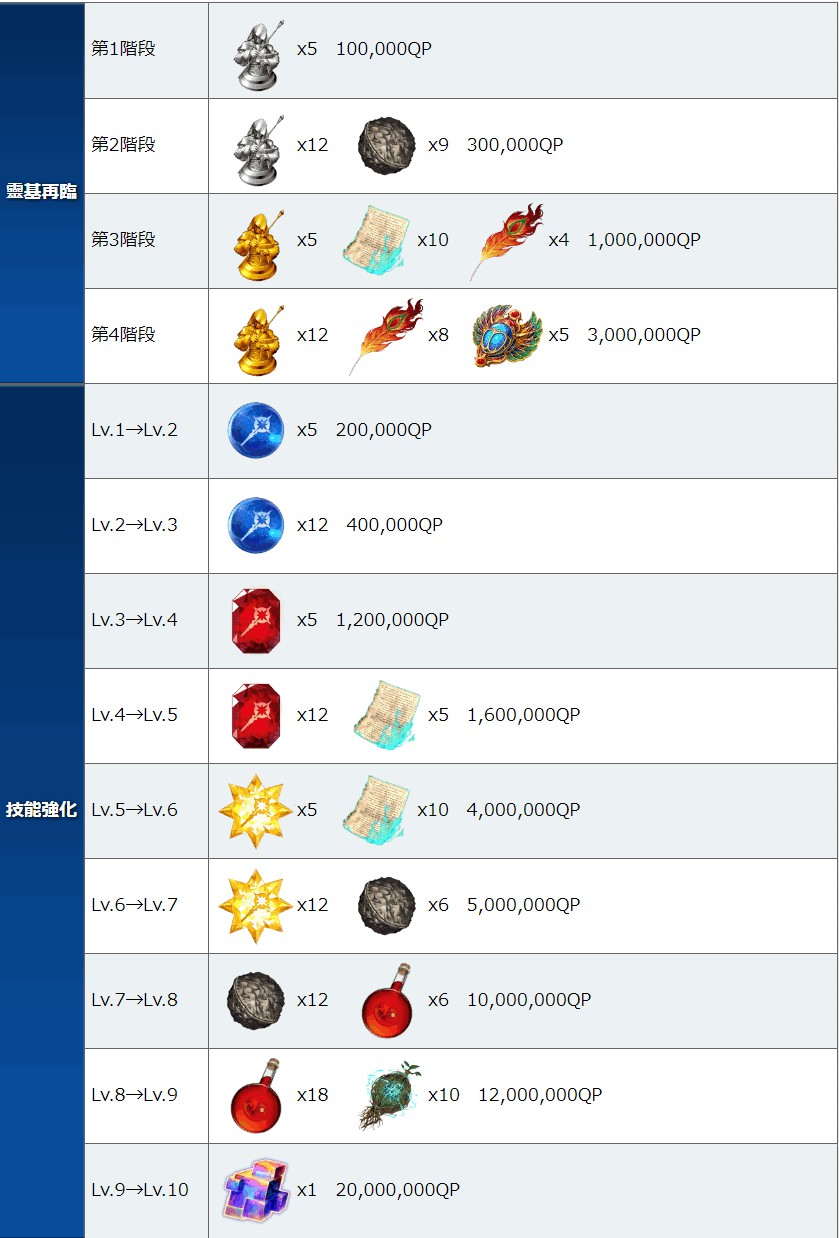 靈基再臨
第1階段 x5 100,000QP
第2階段 x12 x9 300,000QP
第3階段 x5 x10 x4 1,000,000QP
第4階段 x12 x8 x5 3,000,000QP
技能強化
Lv.1→Lv.2 x5 200,000QP
Lv.2→Lv.3 x12 400,000QP
Lv.3→Lv.4 x5 1,200,000QP
Lv.4→Lv.5 x12 x5 1,600,000QP
Lv.5→Lv.6 x5 x10 4,000,000QP
Lv.6→Lv.7 x12 x6 5,000,000QP
Lv.7→Lv.8 x12 x6 10,000,000QP
Lv.8→Lv.9 x18 x10 12,000,000QP
Lv.9→Lv.10 x1 20,000,000QP